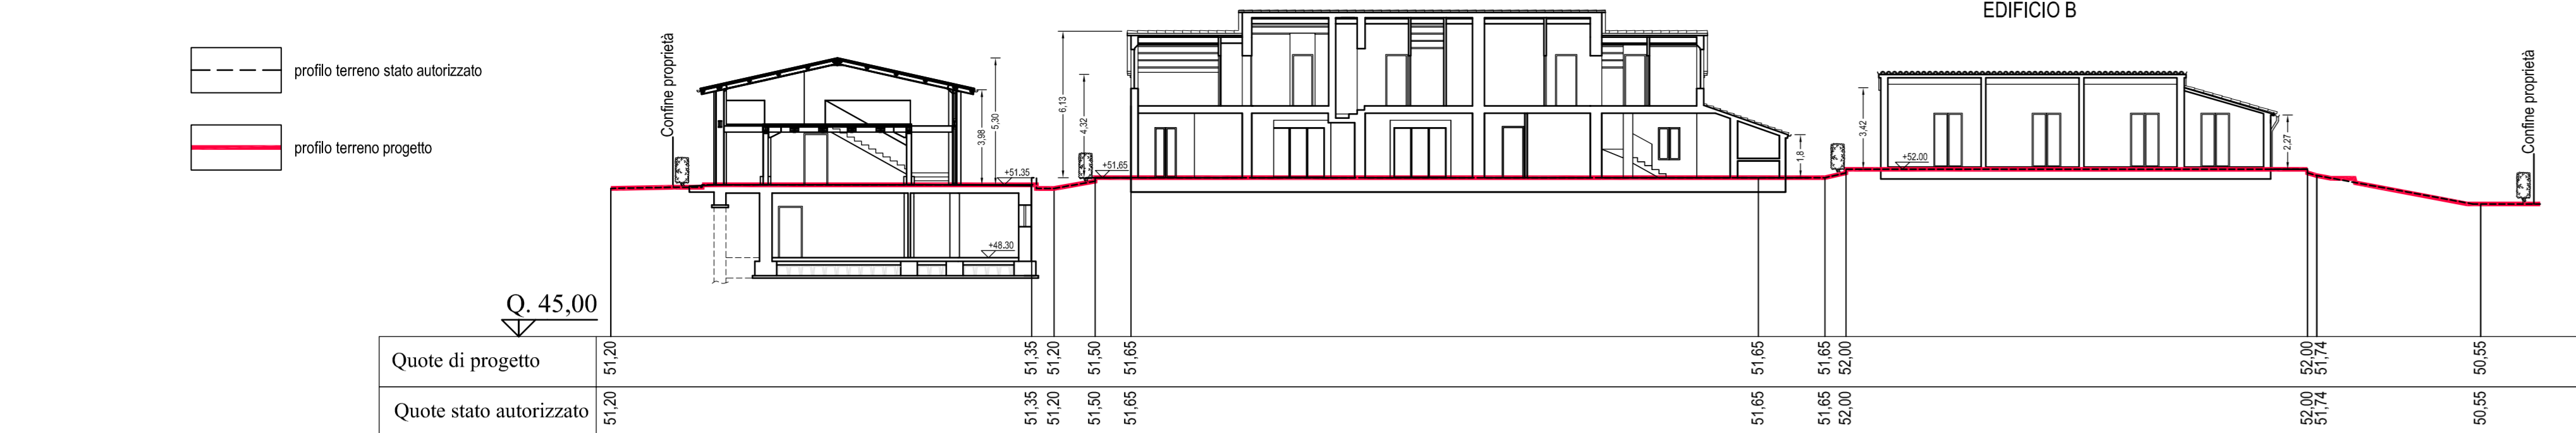 EDIFICIO B
profilo terreno stato autorizzato
profilo terreno progetto
Confine proprietà
3,98
5,30
+51.35
+48.30
6,13
4,32
+51.65
1,8
3,42
+52.00
2,27
Confine proprietà
Q. 45,00
Quote di progetto 51,20 51,35 51,20 51,50 51,65 51,65 51,65 52,00 52,00 51,74 50,55
Quote stato autorizzato 51,20 51,35 51,20 51,50 51,65 51,65 51,65 52,00 52,00 51,74 50,55